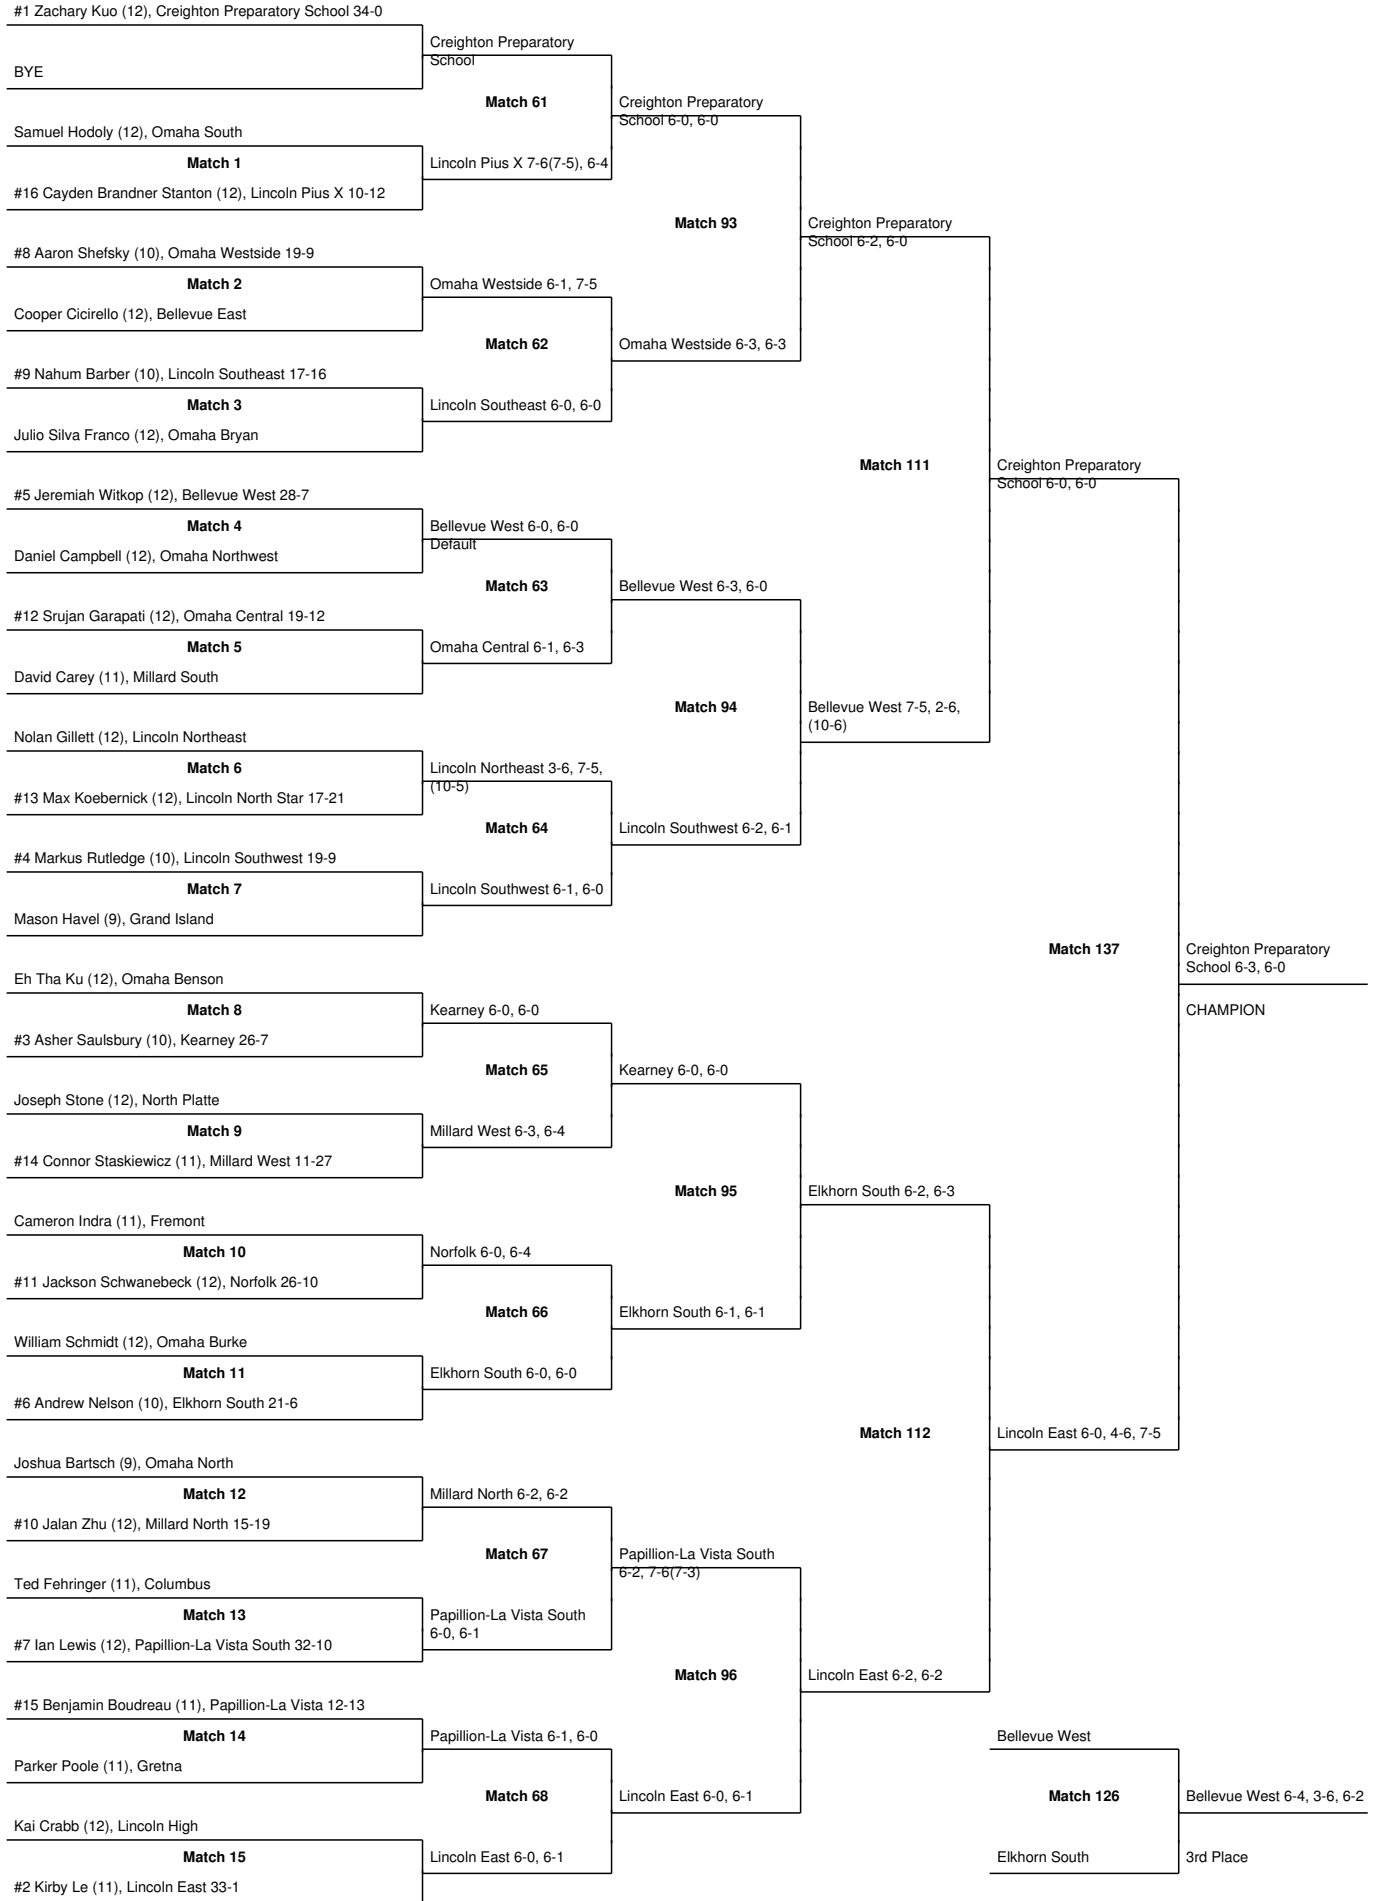 #1 Zachary Kuo (12), Creighton Preparatory School 34-0
Creighton Preparatory
School
BYE
Match 61
Creighton Preparatory
School 6-0, 6-0
Samuel Hodoly (12), Omaha South
Match 1
Lincoln Pius X 7-6(7-5), 6-4
#16 Cayden Brandner Stanton (12), Lincoln Pius X 10-12
Match 93
Creighton Preparatory
School 6-2, 6-0
#8 Aaron Shefsky (10), Omaha Westside 19-9
Match 2
Omaha Westside 6-1, 7-5
Cooper Cicirello (12), Bellevue East
Match 62
Omaha Westside 6-3, 6-3
#9 Nahum Barber (10), Lincoln Southeast 17-16
Match 3
Lincoln Southeast 6-0, 6-0
Julio Silva Franco (12), Omaha Bryan
Match 111
Creighton Preparatory
School 6-0, 6-0
#5 Jeremiah Witkop (12), Bellevue West 28-7
Match 4
Bellevue West 6-0, 6-0
Default
Daniel Campbell (12), Omaha Northwest
Match 63
Bellevue West 6-3, 6-0
#12 Srujan Garapati (12), Omaha Central 19-12
Match 5
Omaha Central 6-1, 6-3
David Carey (11), Millard South
Match 94
Bellevue West 7-5, 2-6,
(10-6)
Nolan Gillett (12), Lincoln Northeast
Match 6
Lincoln Northeast 3-6, 7-5,
(10-5)
#13 Max Koebernick (12), Lincoln North Star 17-21
Match 64
Lincoln Southwest 6-2, 6-1
#4 Markus Rutledge (10), Lincoln Southwest 19-9
Match 7
Lincoln Southwest 6-1, 6-0
Mason Havel (9), Grand Island
Match 137
Creighton Preparatory
School 6-3, 6-0
CHAMPION
Eh Tha Ku (12), Omaha Benson
Match 8
Kearney 6-0, 6-0
#3 Asher Saulsbury (10), Kearney 26-7
Match 65
Kearney 6-0, 6-0
Joseph Stone (12), North Platte
Match 9
Millard West 6-3, 6-4
#14 Connor Staskiewicz (11), Millard West 11-27
Match 95
Elkhorn South 6-2, 6-3
Cameron Indra (11), Fremont
Match 10
Norfolk 6-0, 6-4
#11 Jackson Schwanebeck (12), Norfolk 26-10
Match 66
Elkhorn South 6-1, 6-1
William Schmidt (12), Omaha Burke
Match 11
Elkhorn South 6-0, 6-0
#6 Andrew Nelson (10), Elkhorn South 21-6
Match 112
Lincoln East 6-0, 4-6, 7-5
Joshua Bartsch (9), Omaha North
Match 12
Millard North 6-2, 6-2
#10 Jalan Zhu (12), Millard North 15-19
Match 67
Papillion-La Vista South
6-2, 7-6(7-3)
Ted Fehringer (11), Columbus
Match 13
Papillion-La Vista South
6-0, 6-1
#7 Ian Lewis (12), Papillion-La Vista South 32-10
Match 96
Lincoln East 6-2, 6-2
#15 Benjamin Boudreau (11), Papillion-La Vista 12-13
Match 14
Papillion-La Vista 6-1, 6-0
Parker Poole (11), Gretna
Match 68
Lincoln East 6-0, 6-1
Kai Crabb (12), Lincoln High
Match 15
Lincoln East 6-0, 6-1
#2 Kirby Le (11), Lincoln East 33-1
Bellevue West
Match 126
Bellevue West 6-4, 3-6, 6-2
Elkhorn South
3rd Place